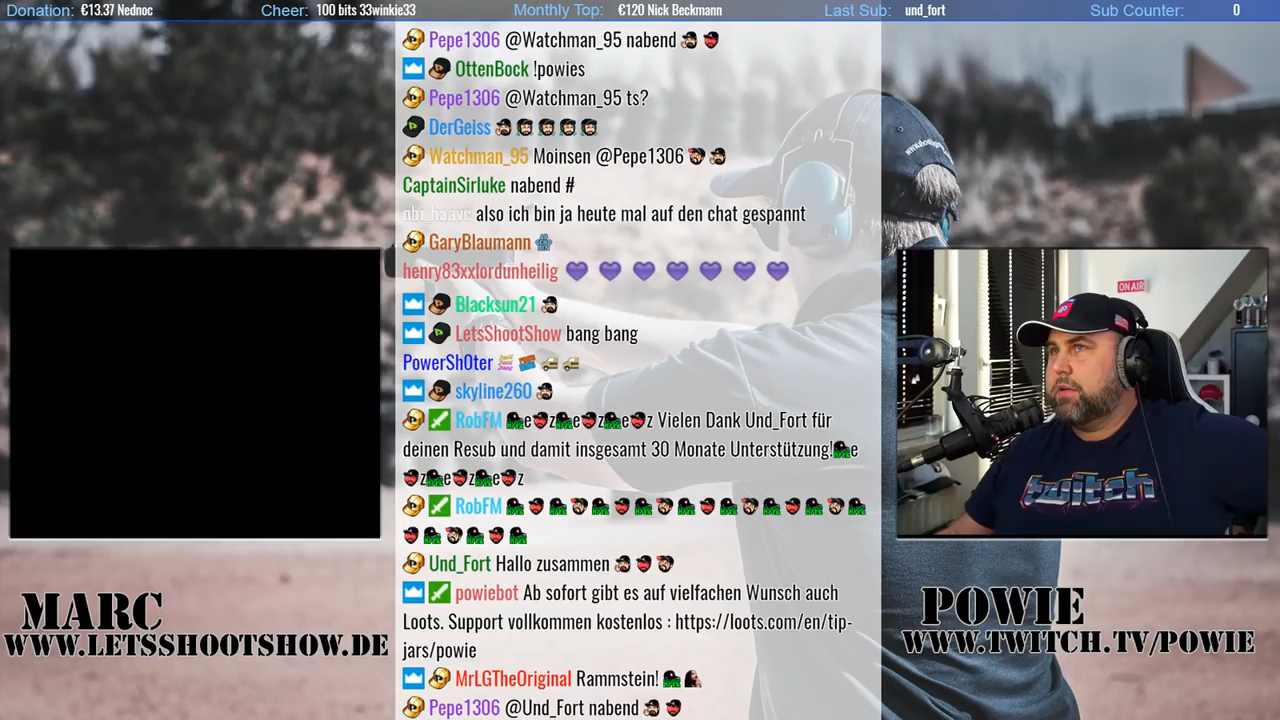 Donation: €13.37 Nednoc Cheer: 100 bits 33winkie33 Monthly Top: €120 Nick Beckmann Last Sub: und_fort Sub Counter: 0
Pepe1306 @Watchman_95 nabend
OttenBock !powies
Pepe1306 @Watchman_95 ts?
DerGeiss
Watchman_95 Moinsen @Pepe1306
CaptainSirluke nabend #
also ich bin ja heute mal auf den chat gespannt
GaryBlaumann
henry83xxlordunheilig
Blacksun21
LetsShootShow bang bang
PowerSh0ter
skyline260
RobFM e z e z e z Vielen Dank Und_Fort für
deinen Resub und damit insgesamt 30 Monate Unterstützung! e
z e z e z
RobFM
Und_Fort Hallo zusammen
powiebot Ab sofort gibt es auf vielfachen Wunsch auch
Loots. Support vollkommen kostenlos : https://loots.com/en/tip-
jars/powie
MrLGTheOriginal Rammstein!
Pepe1306 @Und_Fort nabend
ON AIR
twitch
MARC
WWW.LETSSHOOTSHOW.DE
POWIE
WWW.TWITCH.TV/POWIE